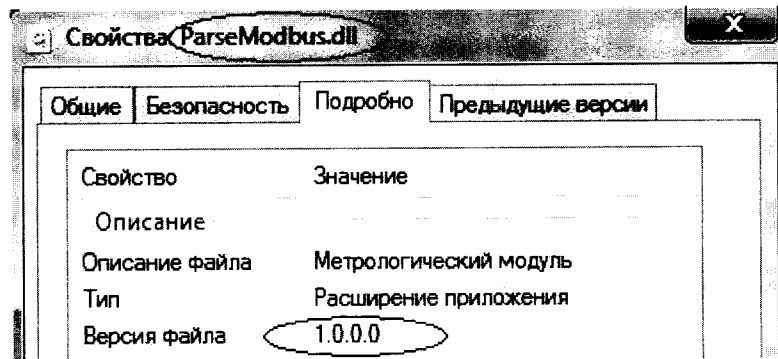 Свойства ParseModbus.dll
Общие Безопасность Подробно Предыдущие версии
Свойство Значение
Описание
Описание файла Метрологический модуль
Тип Расширение приложения
Версия файла 1.0.0.0